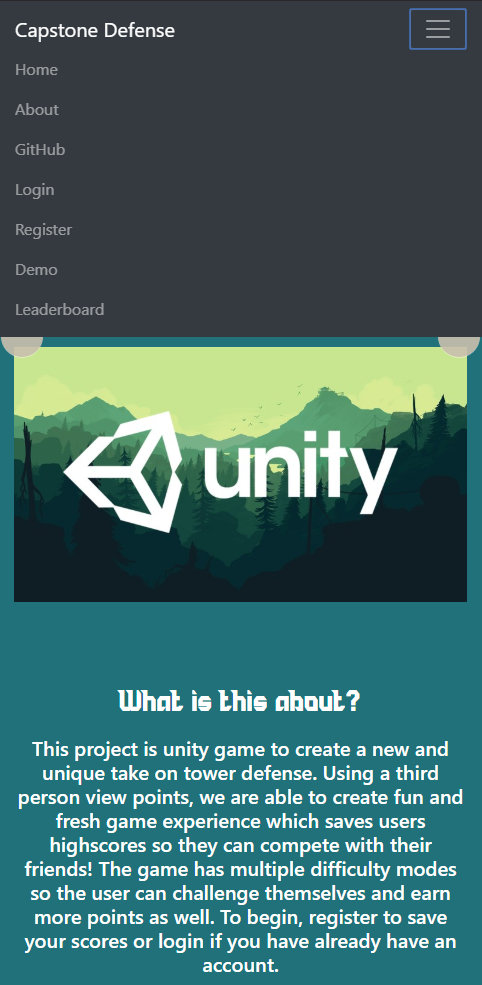 Capstone Defense
Home
About
GitHub
Login
Register
Demo
Leaderboard
unity
What is this about?
This project is unity game to create a new and
unique take on tower defense. Using a third
person view points, we are able to create fun and
fresh game experience which saves users
highscores so they can compete with their
friends! The game has multiple difficulty modes
so the user can challenge themselves and earn
more points as well. To begin, register to save
your scores or login if you have already have an
account.